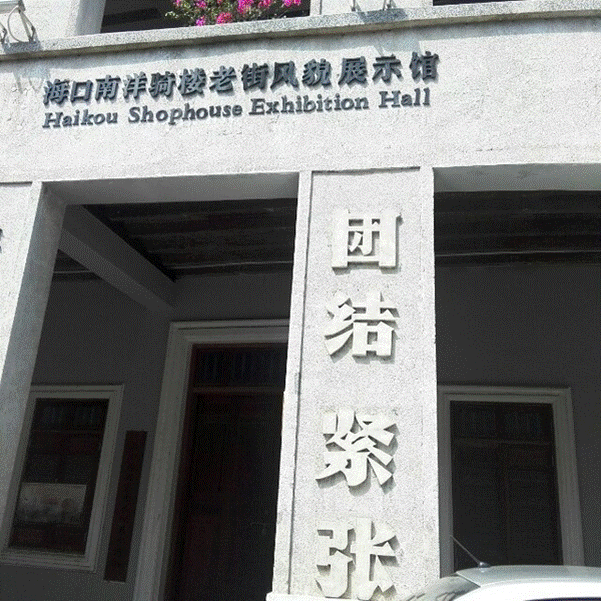 海口南洋骑楼老街风貌展示馆
Haikou Shophouse Exhibition Hall
团结 紧张